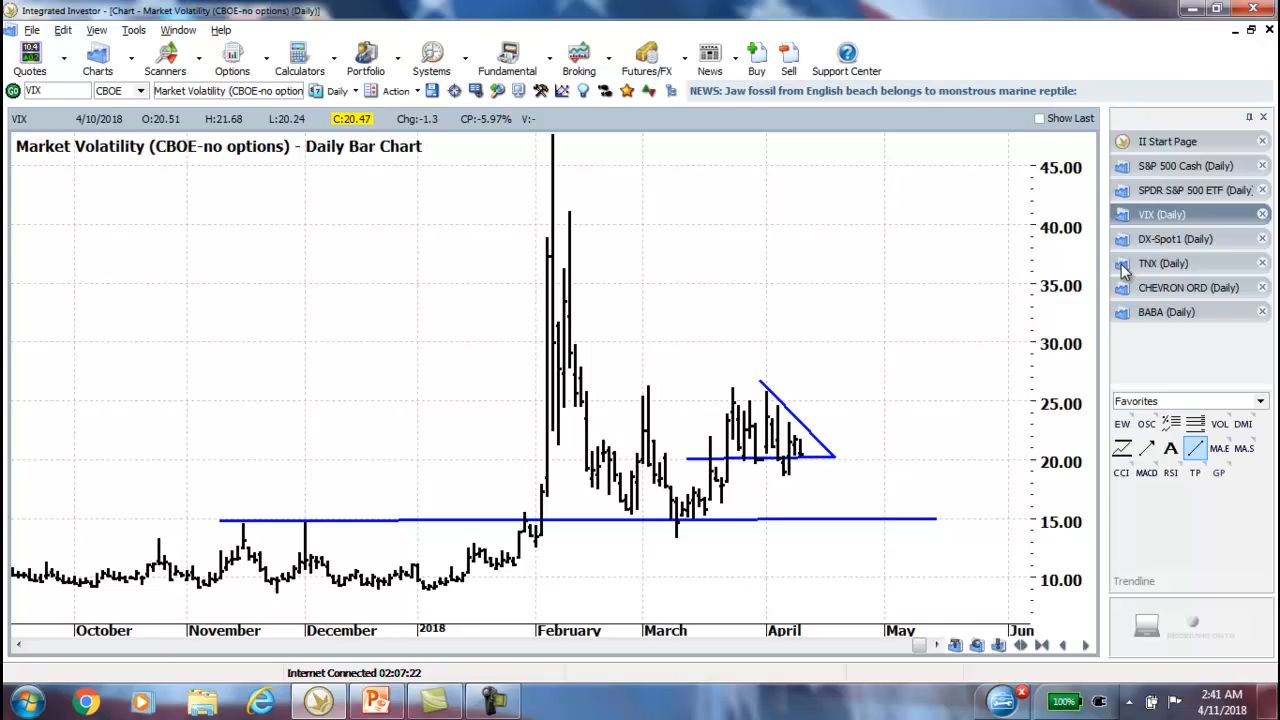 Integrated Investor - [Chart - Market Volatility (CBOE-no options) (Daily)]
File Edit View Tools Window Help
Quotes Charts Scanners Options Calculators Portfolio Systems Fundamental Broking Futures/FX News Buy Sell Support Center
GO VIX CBOE Market Volatility (CBOE-no option Daily Action NEWS: Jaw fossil from English beach belongs to monstrous marine reptile:
VIX 4/10/2018 O:20.51 H:21.68 L:20.24 C:20.47 Chg:-1.3 CP:-5.97% V:- Show Last
Market Volatility (CBOE-no options) - Daily Bar Chart
45.00
40.00
35.00
30.00
25.00
20.00
15.00
10.00
October November December 2018 February March April May Jun
II Start Page
S&P 500 Cash (Daily)
SPDR S&P 500 ETF (Daily)
VIX (Daily)
DX-Spot1 (Daily)
TNX (Daily)
CHEVRON ORD (Daily)
BABA (Daily)
Favorites
EW OSC VOL DMI
A MA.E MA.S
CCI MACD RSI TP GP
Trendline
RECORDING DATA
Internet Connected 02:07:22
100%
2:41 AM
4/11/2018